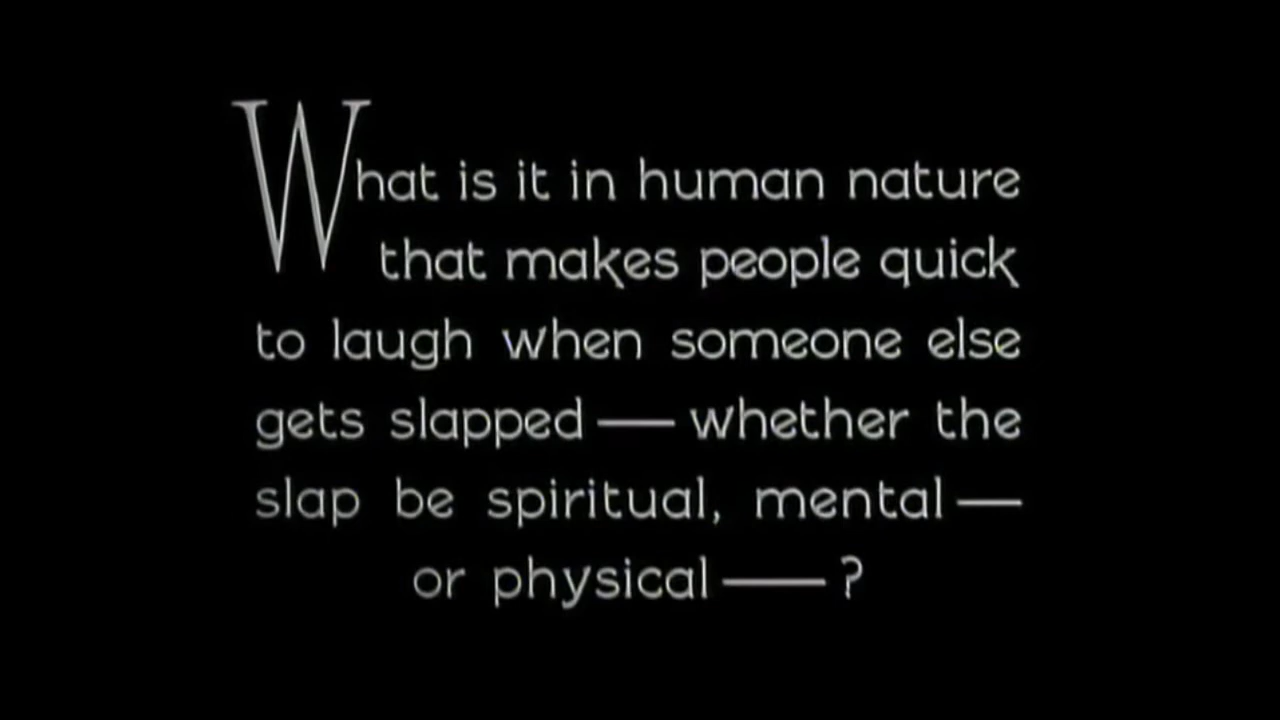 What is it in human nature
that makes people quick
to laugh when someone else
gets slapped — whether the
slap be spiritual, mental —
or physical — ?